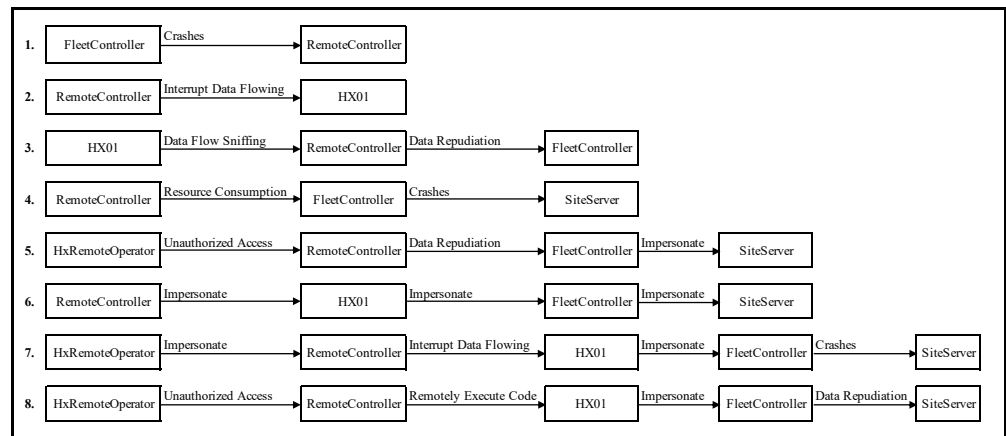 1. FleetController Crashes RemoteController
2. RemoteController Interrupt Data Flowing HX01
3. HX01 Data Flow Sniffing RemoteController Data Repudiation FleetController
4. RemoteController Resource Consumption FleetController Crashes SiteServer
5. HxRemoteOperator Unauthorized Access RemoteController Data Repudiation FleetController Impersonate SiteServer
6. RemoteController Impersonate HX01 Impersonate FleetController Impersonate SiteServer
7. HxRemoteOperator Impersonate RemoteController Interrupt Data Flowing HX01 Impersonate FleetController Crashes SiteServer
8. HxRemoteOperator Unauthorized Access RemoteController Remotely Execute Code HX01 Impersonate FleetController Data Repudiation SiteServer